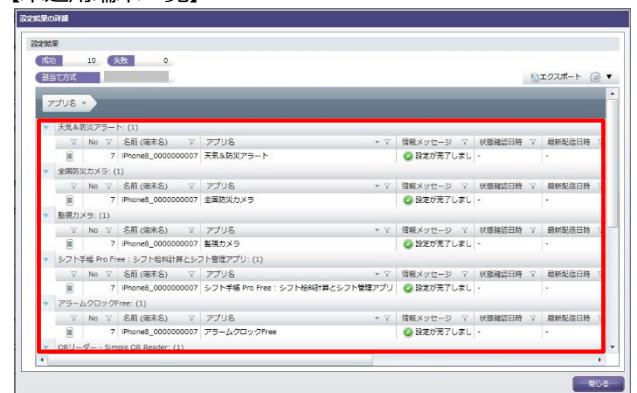 設定結果の詳細
設定結果
成功 10 失敗 0
割当て方式
エクスポート
アプリ名
天気&防災アラート: (1)
No 名前 (端末名) アプリ名 情報メッセージ 状態確認日時 最新配信日時
7 iPhone8_0000000007 天気&防災アラート 設定が完了しまし - -
全国防災カメラ: (1)
No 名前 (端末名) アプリ名 情報メッセージ 状態確認日時 最新配信日時
7 iPhone8_0000000007 全国防災カメラ 設定が完了しまし - -
監視カメラ: (1)
No 名前 (端末名) アプリ名 情報メッセージ 状態確認日時 最新配信日時
7 iPhone8_0000000007 監視カメラ 設定が完了しまし - -
シフト手帳 Pro Free : シフト給料計算とシフト管理アプリ: (1)
No 名前 (端末名) アプリ名 情報メッセージ 状態確認日時 最新配信日時
7 iPhone8_0000000007 シフト手帳 Pro Free : シフト給料計算とシフト管理アプリ 設定が完了しまし - -
アラームクロックFree: (1)
No 名前 (端末名) アプリ名 情報メッセージ 状態確認日時 最新配信日時
7 iPhone8_0000000007 アラームクロックFree 設定が完了しまし - -
QRリーダー - Simple QR Reader: (1)
閉じる